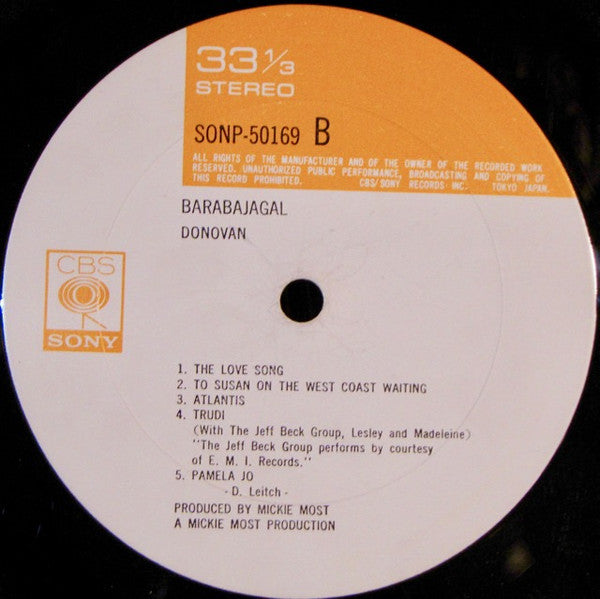 33 1/3
STEREO
SONP-50169 B
ALL RIGHTS OF THE MANUFACTURER AND OF THE OWNER OF THE RECORDED WORK
RESERVED. UNAUTHORIZED PUBLIC PERFORMANCE, BROADCASTING AND COPYING OF
THIS RECORD PROHIBITED. CBS/SONY RECORDS INC. TOKYO JAPAN.
BARABAJAGAL
DONOVAN
CBS
SONY
1. THE LOVE SONG
2. TO SUSAN ON THE WEST COAST WAITING
3. ATLANTIS
4. TRUDI
(With The Jeff Beck Group, Lesley and Madeleine)
"The Jeff Beck Group performs by courtesy
of E. M. I. Records."
5. PAMELA JO
- D. Leitch -
PRODUCED BY MICKIE MOST
A MICKIE MOST PRODUCTION